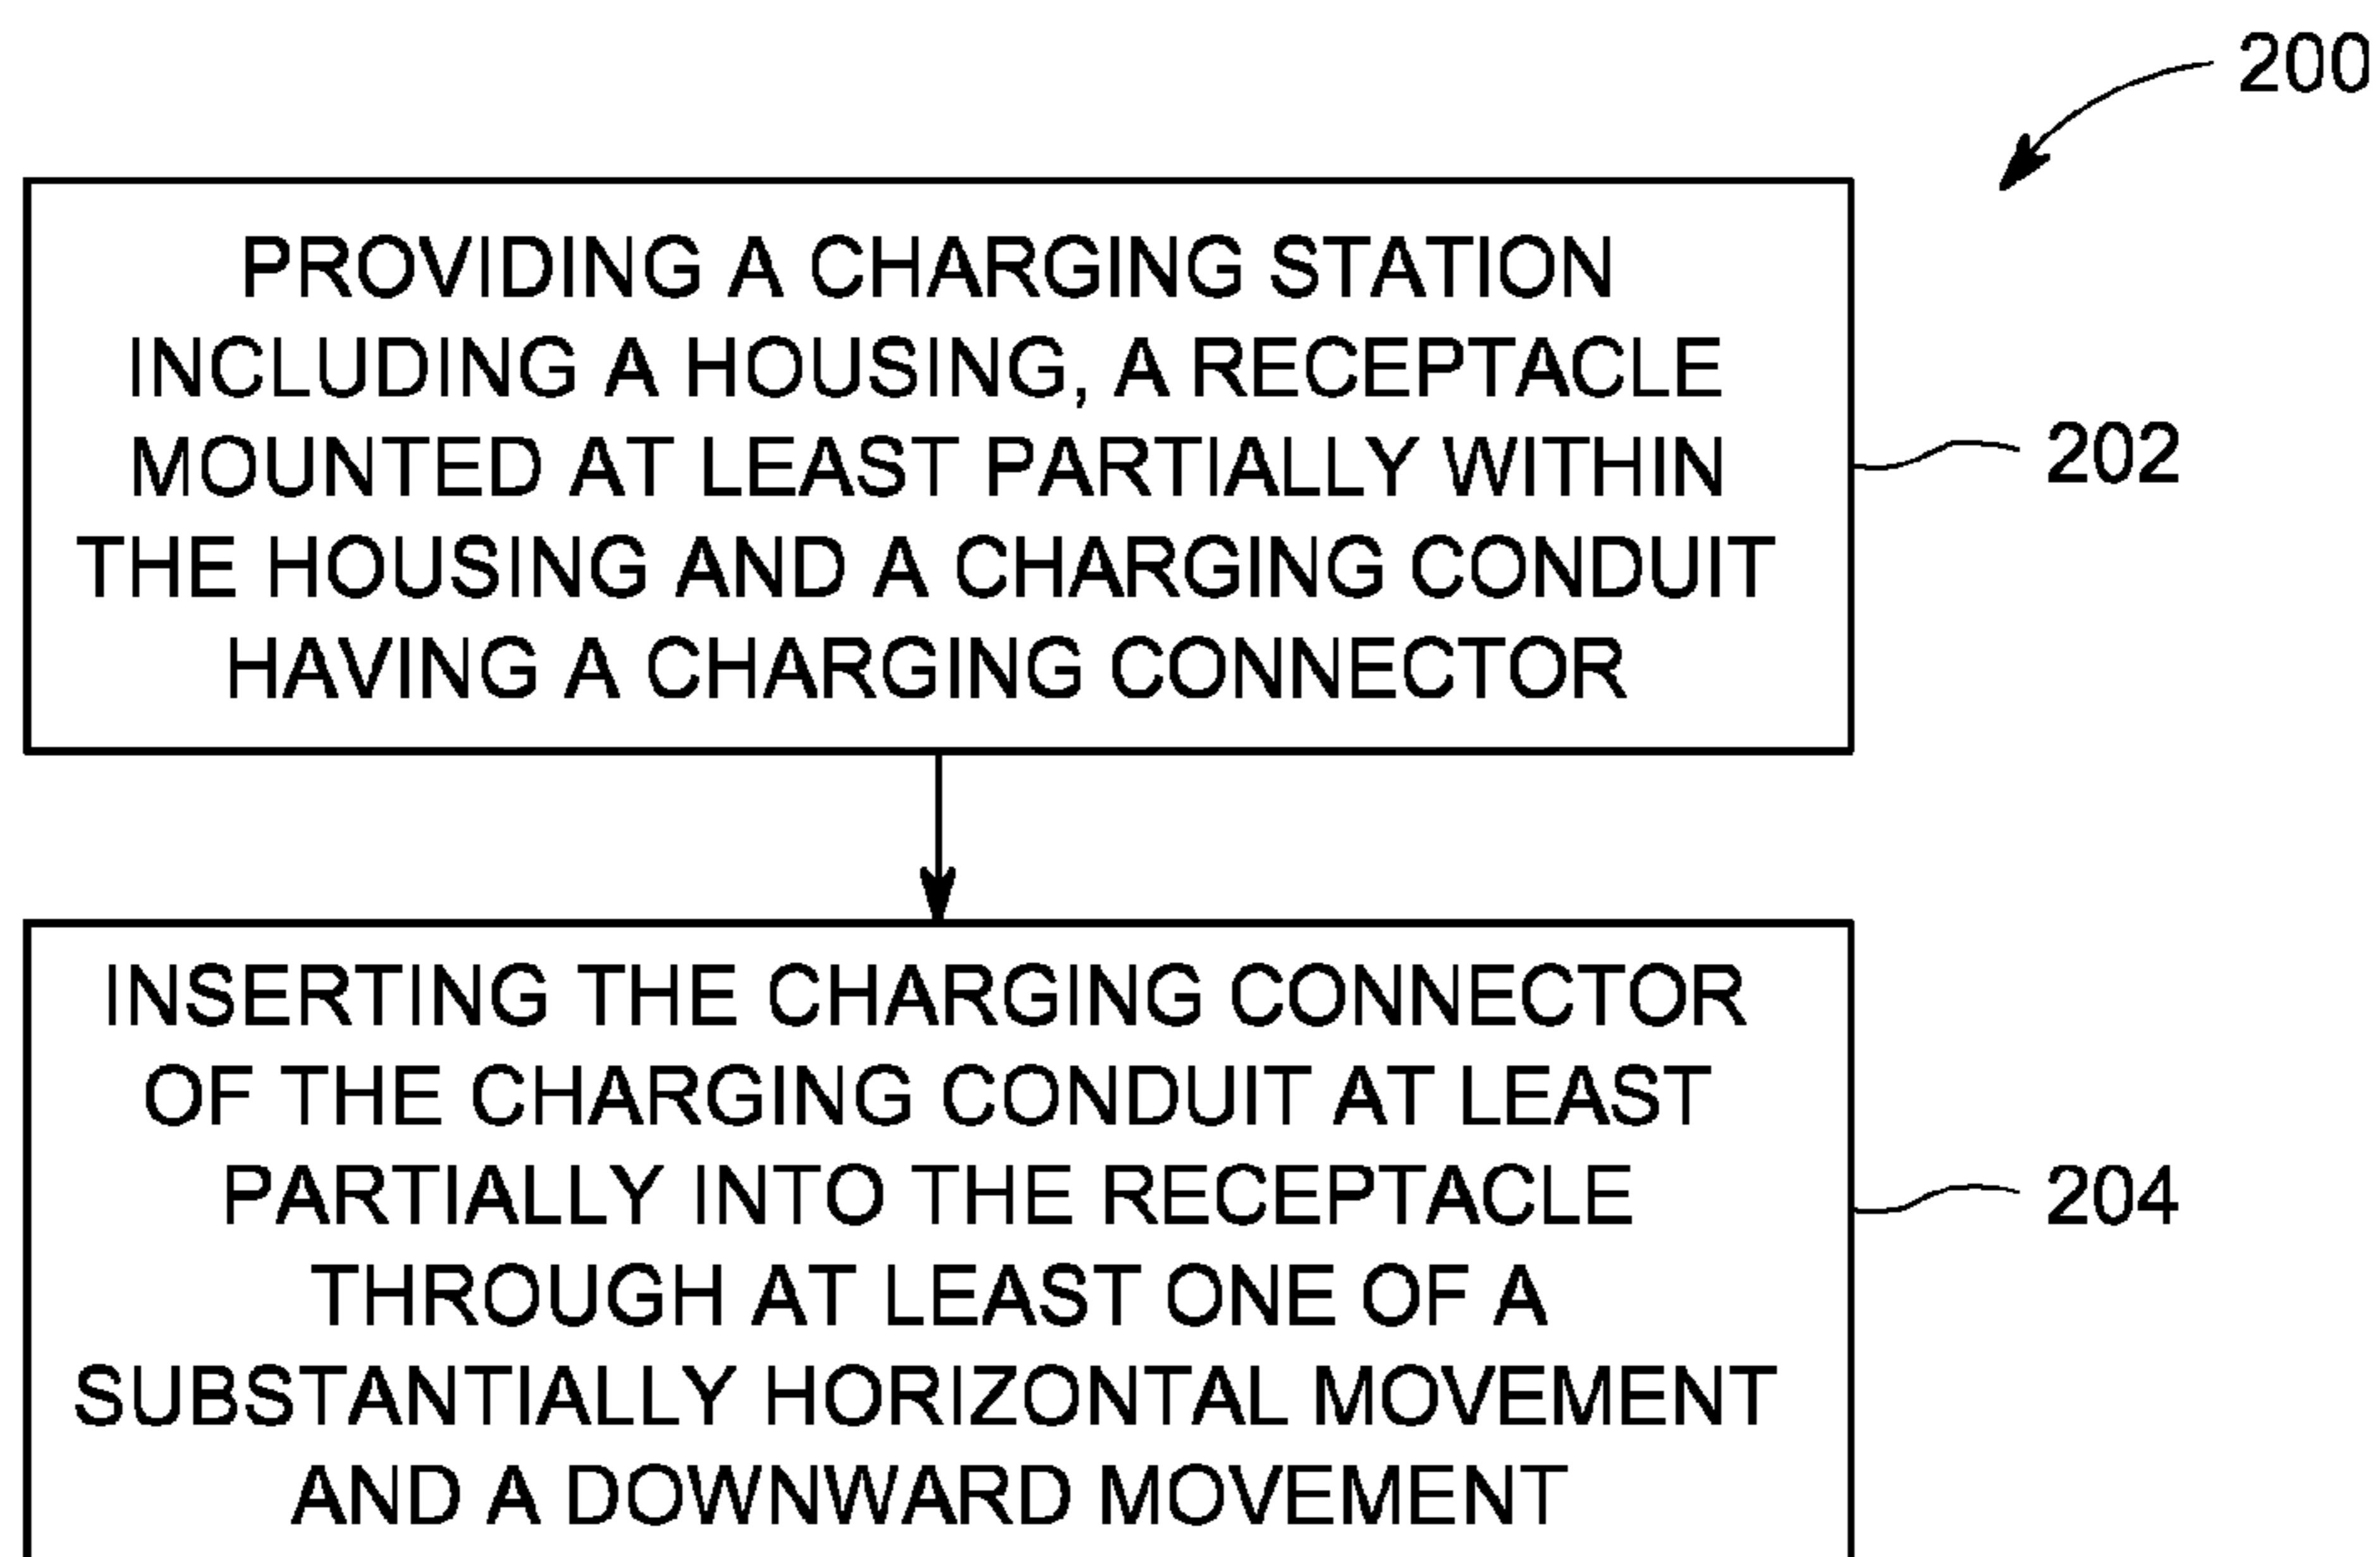 200
PROVIDING A CHARGING STATION
INCLUDING A HOUSING, A RECEPTACLE
MOUNTED AT LEAST PARTIALLY WITHIN
THE HOUSING AND A CHARGING CONDUIT
HAVING A CHARGING CONNECTOR
202
INSERTING THE CHARGING CONNECTOR
OF THE CHARGING CONDUIT AT LEAST
PARTIALLY INTO THE RECEPTACLE
THROUGH AT LEAST ONE OF A
SUBSTANTIALLY HORIZONTAL MOVEMENT
AND A DOWNWARD MOVEMENT
204